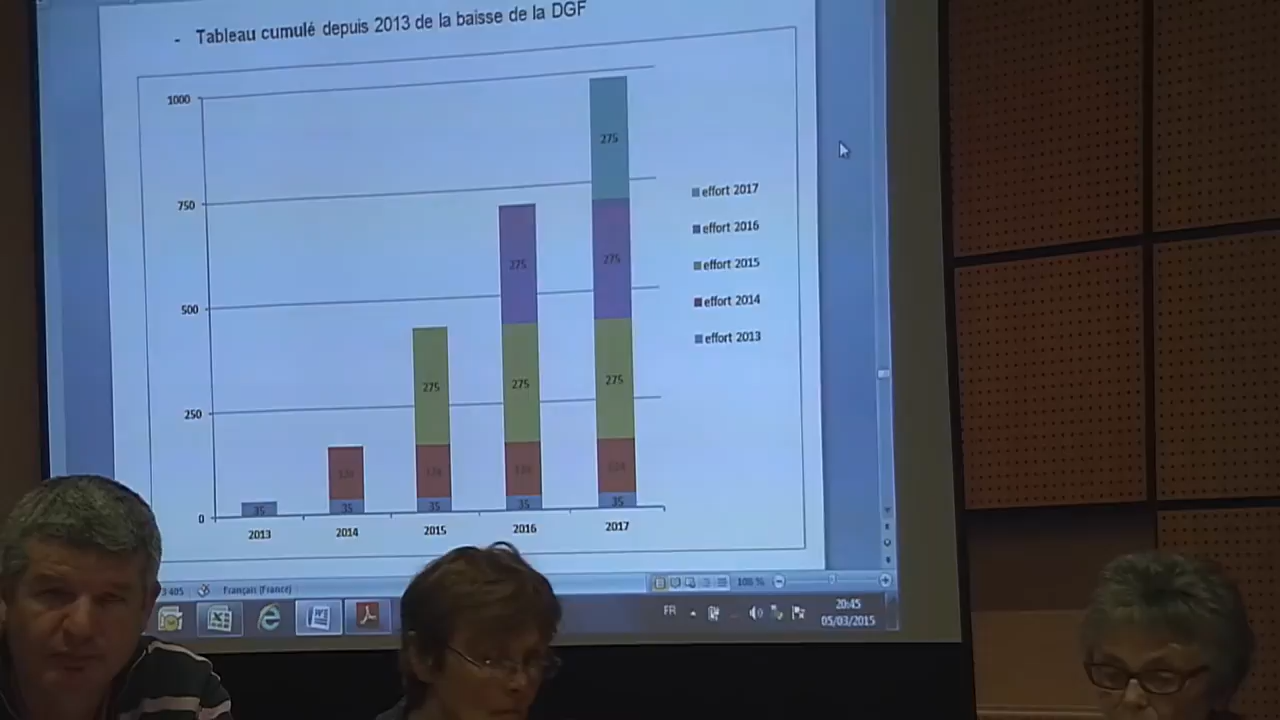 - Tableau cumulé depuis 2013 de la baisse de la DGF
1000
750
500
250
0
275
275
275
275
275
275
35
35
35
35
35
2013
2014
2015
2016
2017
effort 2017
effort 2016
effort 2015
effort 2014
effort 2013
Français (France)
FR
20:45
05/03/2015